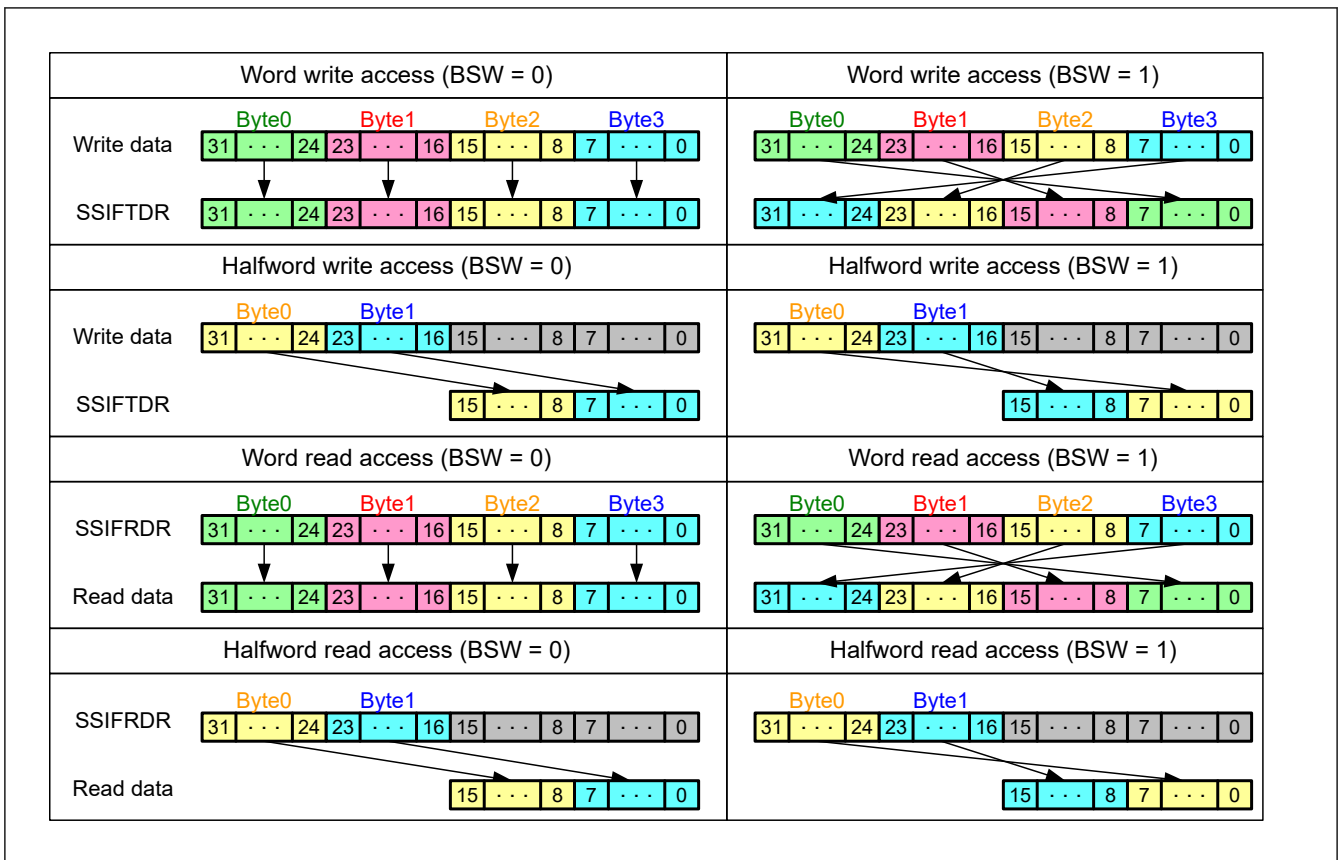 Word write access (BSW = 0) Word write access (BSW = 1)
Byte0 Byte1 Byte2 Byte3 Byte0 Byte1 Byte2 Byte3
Write data 31 · · · 24 23 · · · 16 15 · · · 8 7 · · · 0 31 · · · 24 23 · · · 16 15 · · · 8 7 · · · 0
SSIFTDR 31 · · · 24 23 · · · 16 15 · · · 8 7 · · · 0 31 · · · 24 23 · · · 16 15 · · · 8 7 · · · 0
Halfword write access (BSW = 0) Halfword write access (BSW = 1)
Byte0 Byte1 Byte0 Byte1
Write data 31 · · · 24 23 · · · 16 15 · · · 8 7 · · · 0 31 · · · 24 23 · · · 16 15 · · · 8 7 · · · 0
SSIFTDR 15 · · · 8 7 · · · 0 15 · · · 8 7 · · · 0
Word read access (BSW = 0) Word read access (BSW = 1)
Byte0 Byte1 Byte2 Byte3 Byte0 Byte1 Byte2 Byte3
SSIFRDR 31 · · · 24 23 · · · 16 15 · · · 8 7 · · · 0 31 · · · 24 23 · · · 16 15 · · · 8 7 · · · 0
Read data 31 · · · 24 23 · · · 16 15 · · · 8 7 · · · 0 31 · · · 24 23 · · · 16 15 · · · 8 7 · · · 0
Halfword read access (BSW = 0) Halfword read access (BSW = 1)
Byte0 Byte1 Byte0 Byte1
SSIFRDR 31 · · · 24 23 · · · 16 15 · · · 8 7 · · · 0 31 · · · 24 23 · · · 16 15 · · · 8 7 · · · 0
Read data 15 · · · 8 7 · · · 0 15 · · · 8 7 · · · 0